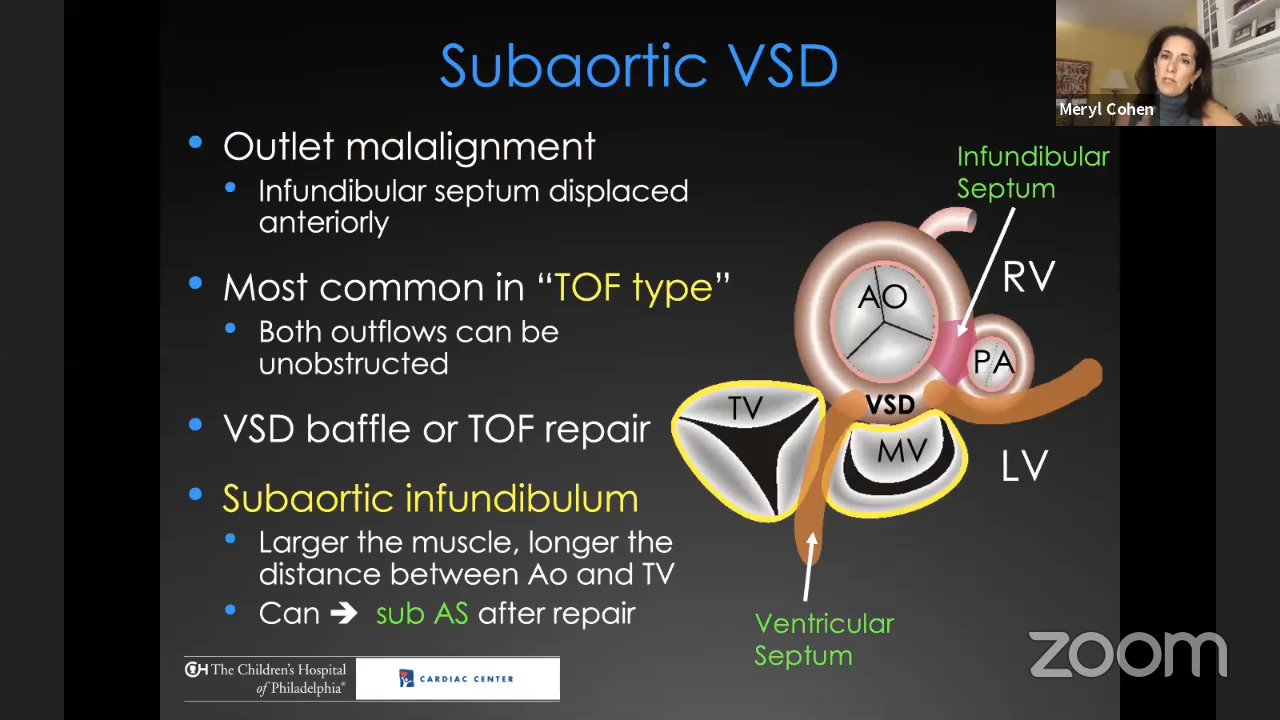 Subaortic VSD
Meryl Cohen
• Outlet malalignment
• Infundibular septum displaced
anteriorly
• Most common in “TOF type”
• Both outflows can be
unobstructed
• VSD baffle or TOF repair
• Subaortic infundibulum
• Larger the muscle, longer the
distance between Ao and TV
• Can ➔ sub AS after repair
Infundibular
Septum
RV
AO
PA
VSD
TV
MV
LV
Ventricular
Septum
CH The Children's Hospital
of Philadelphia®
CARDIAC CENTER
zoom